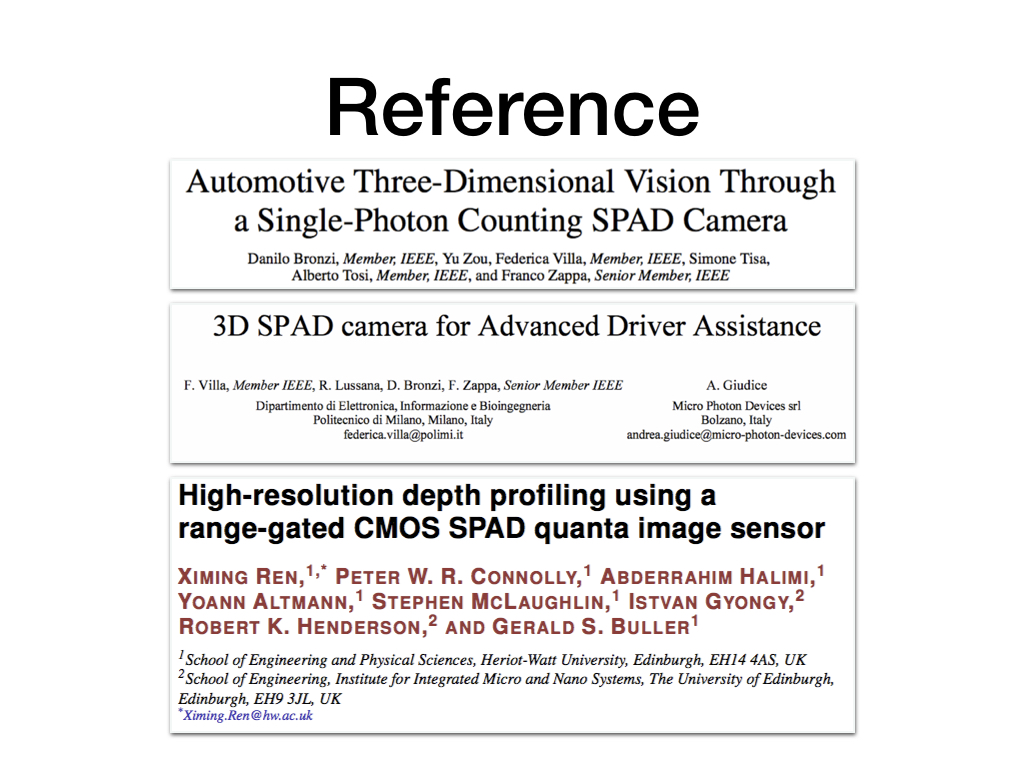 Reference
Automotive Three-Dimensional Vision Through
a Single-Photon Counting SPAD Camera
Danilo Bronzi, Member, IEEE, Yu Zou, Federica Villa, Member, IEEE, Simone Tisa,
Alberto Tosi, Member, IEEE, and Franco Zappa, Senior Member, IEEE
3D SPAD camera for Advanced Driver Assistance
F. Villa, Member IEEE, R. Lussana, D. Bronzi, F. Zappa, Senior Member IEEE
Dipartimento di Elettronica, Informazione e Bioingegneria
Politecnico di Milano, Milano, Italy
federica.villa@polimi.it
A. Giudice
Micro Photon Devices srl
Bolzano, Italy
andrea.giudice@micro-photon-devices.com
High-resolution depth profiling using a
range-gated CMOS SPAD quanta image sensor
XIMING REN,1,* PETER W. R. CONNOLLY,1 ABDERRAHIM HALIMI,1
YOANN ALTMANN,1 STEPHEN MCLAUGHLIN,1 ISTVAN GYONGY,2
ROBERT K. HENDERSON,2 AND GERALD S. BULLER1
1School of Engineering and Physical Sciences, Heriot-Watt University, Edinburgh, EH14 4AS, UK
2School of Engineering, Institute for Integrated Micro and Nano Systems, The University of Edinburgh,
Edinburgh, EH9 3JL, UK
*Ximing.Ren@hw.ac.uk